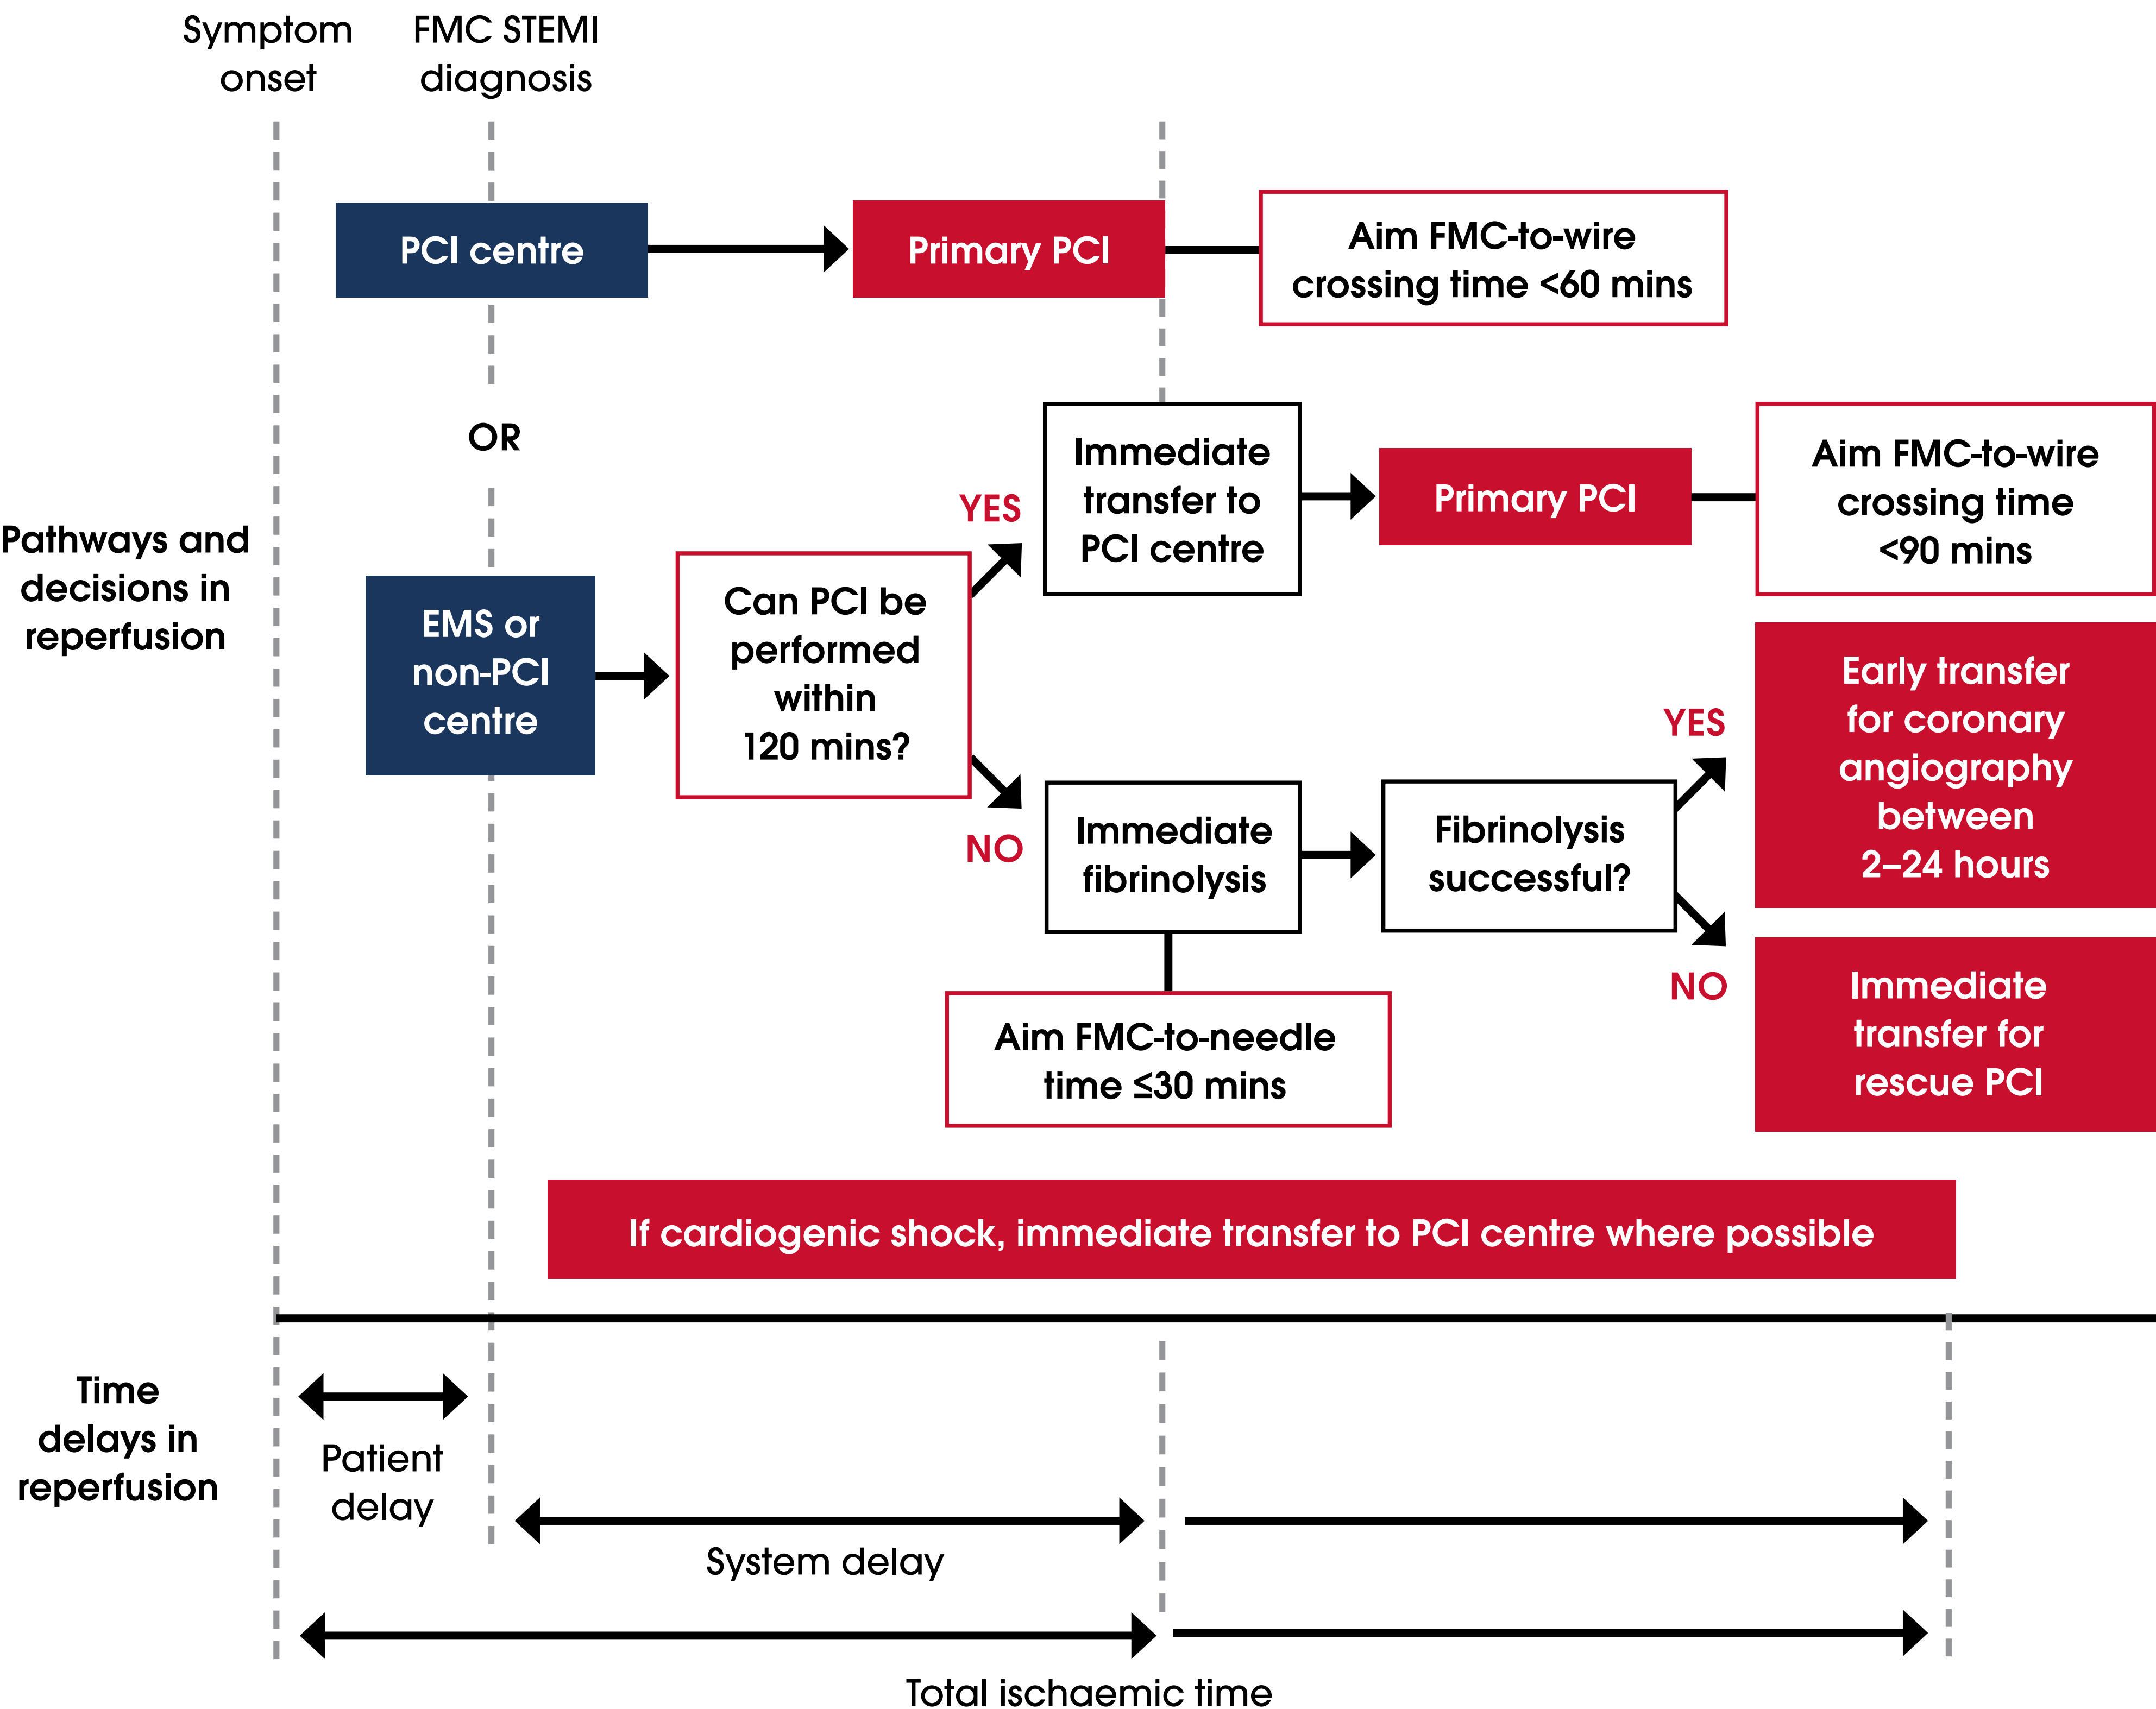 Symptom
onset
FMC STEMI
diagnosis
PCI centre
Primary PCI
Aim FMC-to-wire
crossing time <60 mins
OR
Pathways and
decisions in
reperfusion
EMS or
non-PCI
centre
Can PCI be
performed
within
120 mins?
YES
Immediate
transfer to
PCI centre
Primary PCI
Aim FMC-to-wire
crossing time
<90 mins
NO
Immediate
fibrinolysis
Aim FMC-to-needle
time ≤30 mins
Fibrinolysis
successful?
YES
Early transfer
for coronary
angiography
between
2–24 hours
NO
Immediate
transfer for
rescue PCI
If cardiogenic shock, immediate transfer to PCI centre where possible
Time
delays in
reperfusion
Patient
delay
System delay
Total ischaemic time